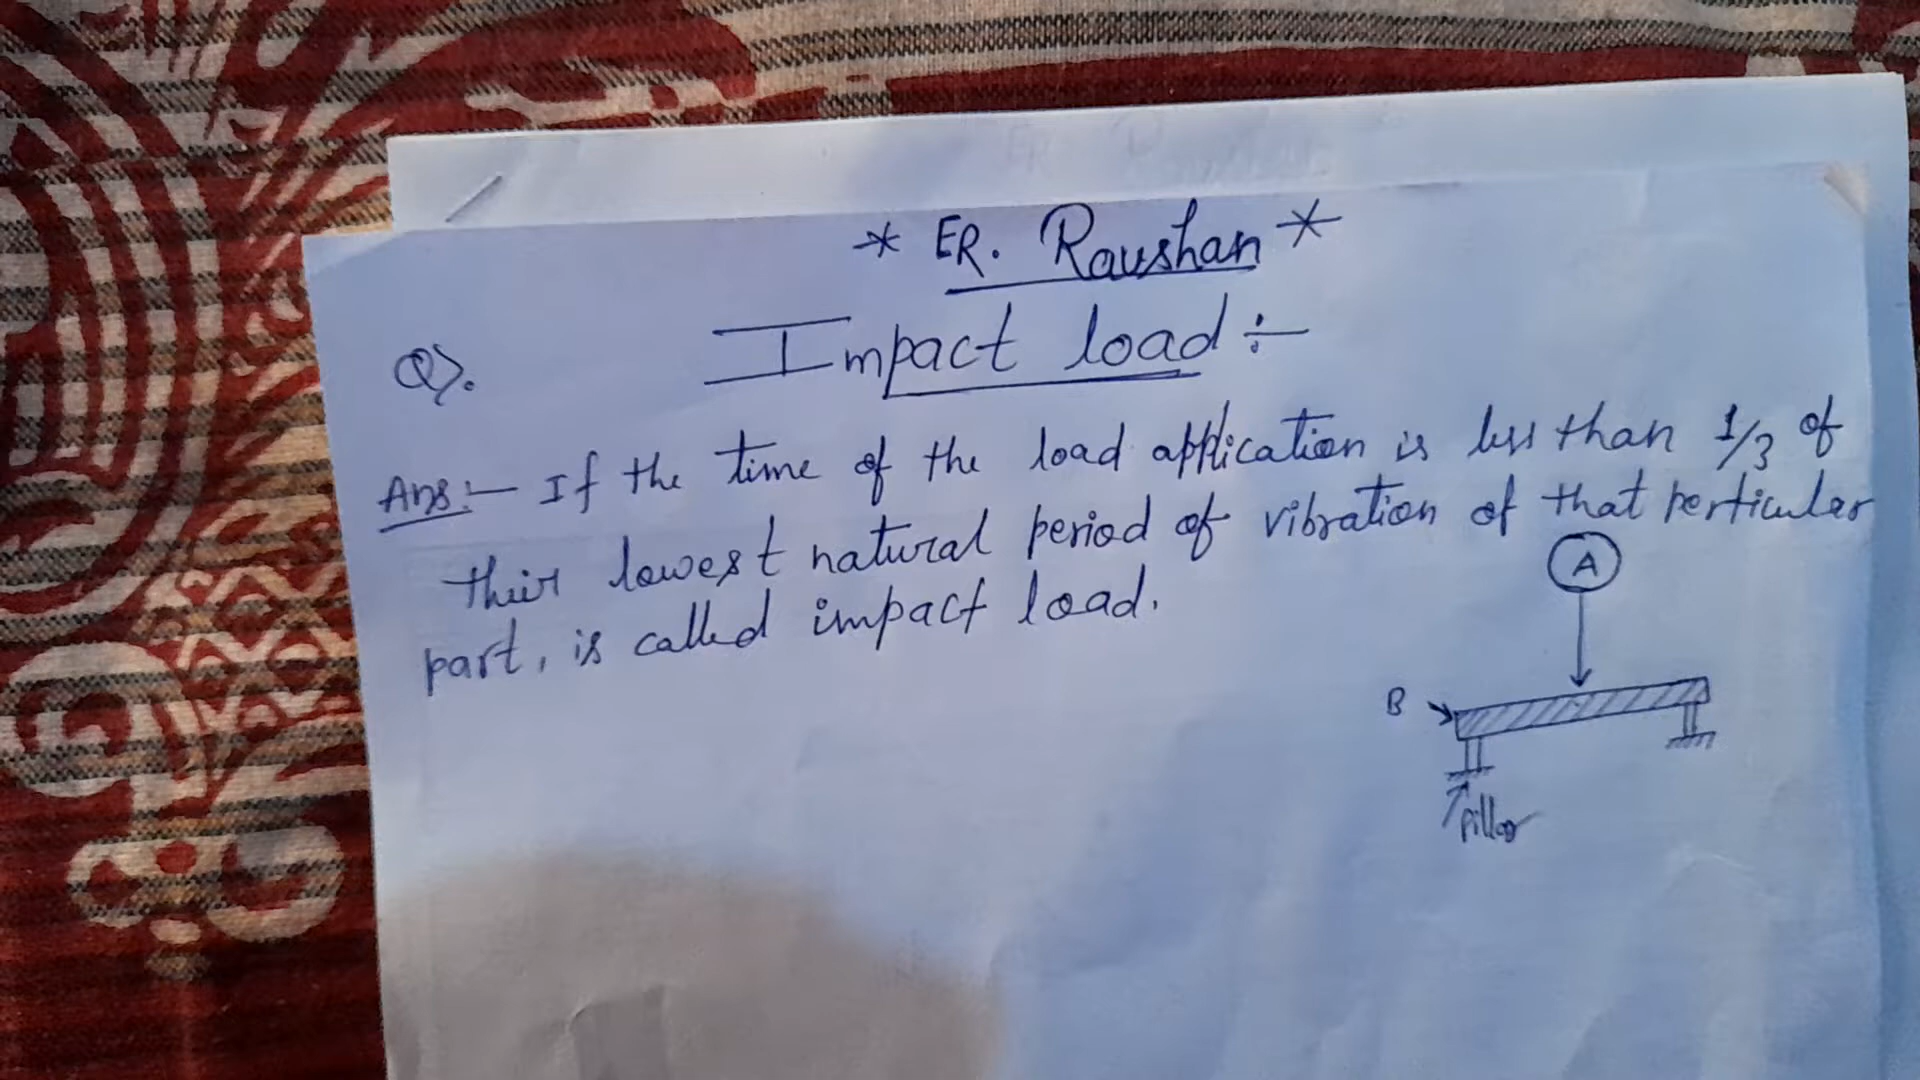 * ER. Raushan *
Q). Impact load :-
Ans:- If the time of the load application is less than 1/3 of
their lowest natural period of vibration of that perticular
part, is called impact load.
A
B
pillar